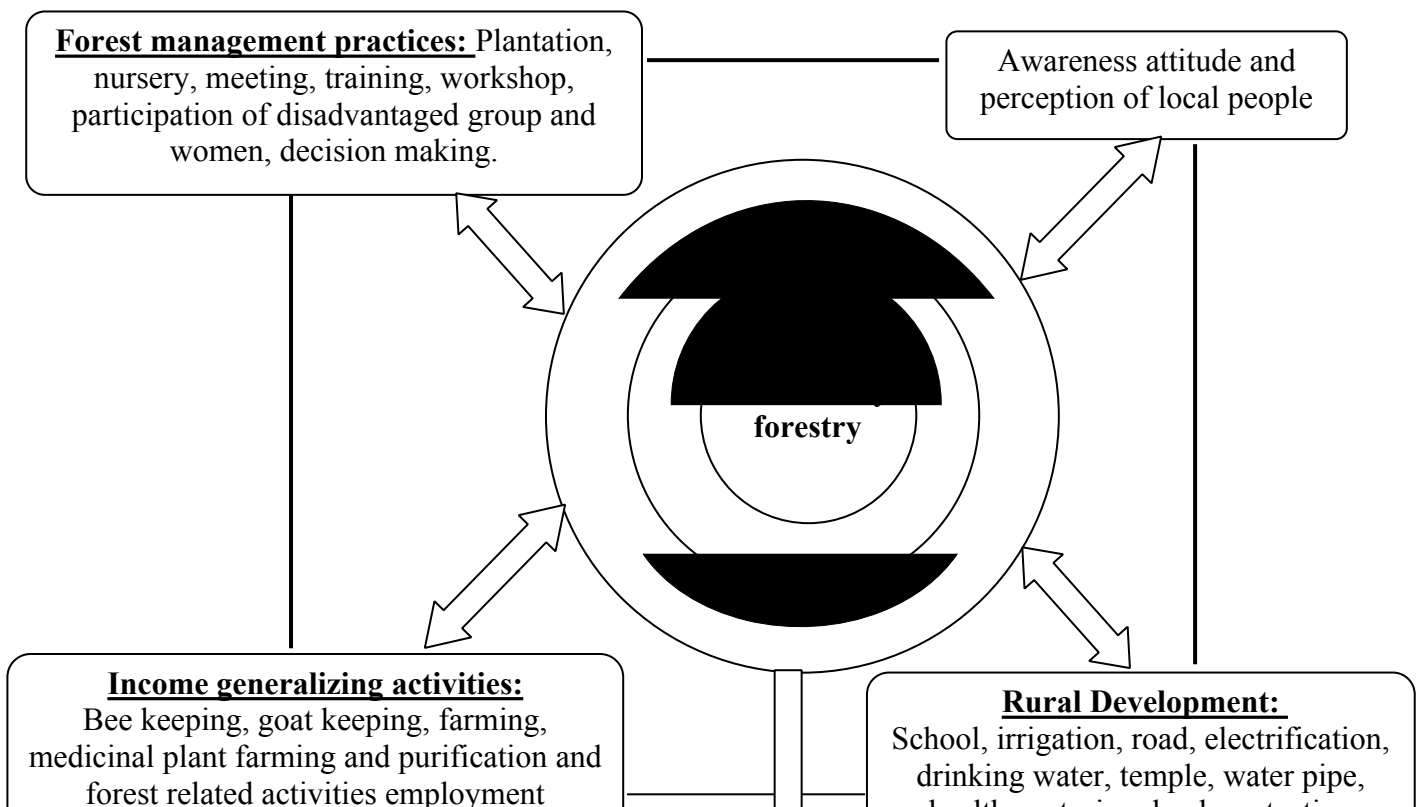 Forest management practices: Plantation,
nursery, meeting, training, workshop,
participation of disadvantaged group and
women, decision making.
Awareness attitude and
perception of local people
forestry
Income generalizing activities:
Bee keeping, goat keeping, farming,
medicinal plant farming and purification and
forest related activities employment
Rural Development:
School, irrigation, road, electrification,
drinking water, temple, water pipe,